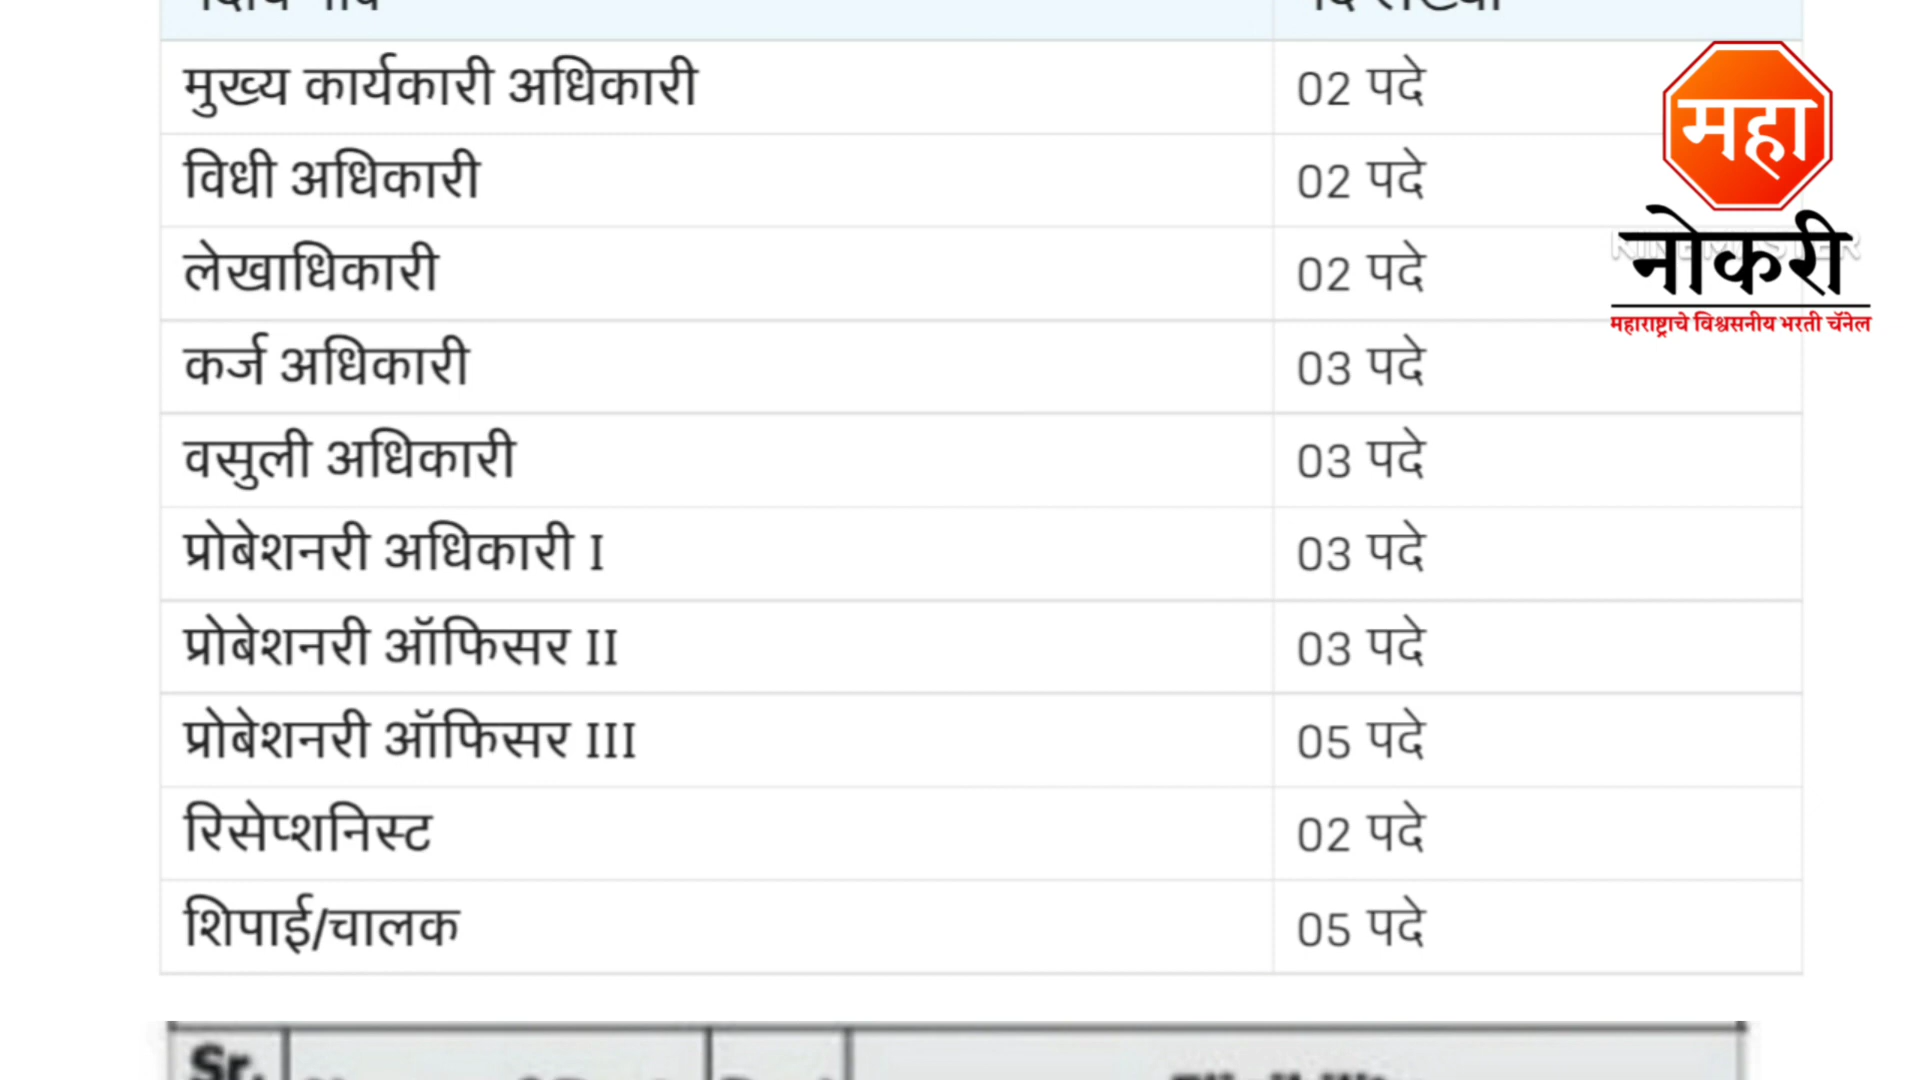 मुख्य कार्यकारी अधिकारी 02 पदे
विधी अधिकारी 02 पदे
लेखाधिकारी 02 पदे
कर्ज अधिकारी 03 पदे
वसुली अधिकारी 03 पदे
प्रोबेशनरी अधिकारी I 03 पदे
प्रोबेशनरी ऑफिसर II 03 पदे
प्रोबेशनरी ऑफिसर III 05 पदे
रिसेप्शनिस्ट 02 पदे
शिपाई/चालक 05 पदे
महा
नोकरी
महाराष्ट्राचे विश्वसनीय भरती चॅनेल
Sr.